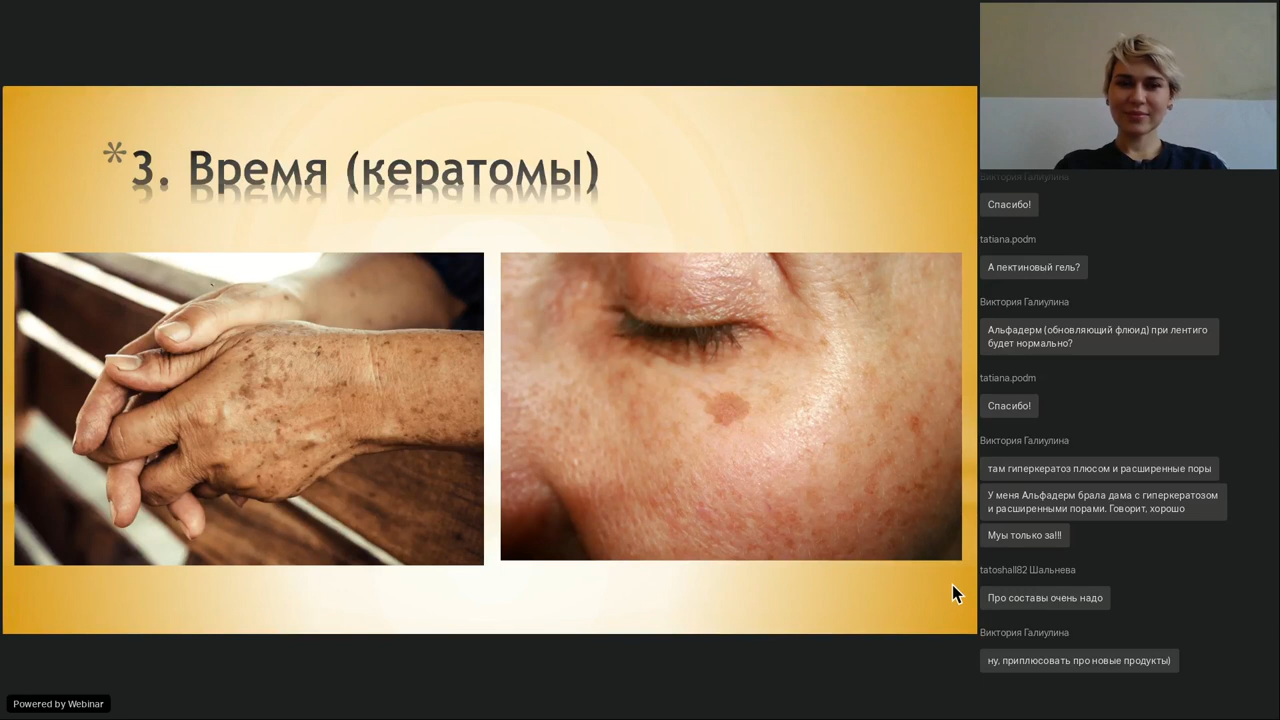 *3. Время (кератомы)
Виктория Галиулина
Спасибо!
tatiana.podm
А пектиновый гель?
Виктория Галиулина
Альфадерм (обновляющий флюид) при лентиго
будет нормально?
tatiana.podm
Спасибо!
Виктория Галиулина
там гиперкератоз плюсом и расширенные поры
У меня Альфадерм брала дама с гиперкератозом
и расширенными порами. Говорит, хорошо
Муы только за!!!
tatoshall82 Шальнева
Про составы очень надо
Виктория Галиулина
ну, приплюсовать про новые продукты)
Powered by Webinar